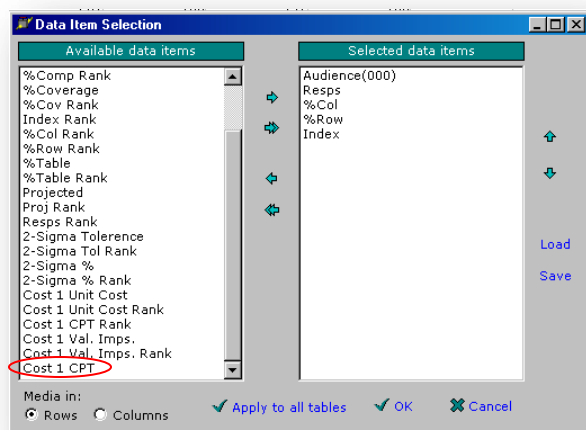 Data Item Selection
Available data items
%Comp Rank
%Coverage
%Cov Rank
Index Rank
%Col Rank
%Row Rank
%Table
%Table Rank
Projected
Proj Rank
Resps Rank
2-Sigma Tolerence
2-Sigma Tol Rank
2-Sigma %
2-Sigma % Rank
Cost 1 Unit Cost
Cost 1 Unit Cost Rank
Cost 1 CPT Rank
Cost 1 Val. Imps.
Cost 1 Val. Imps. Rank
Cost 1 CPT
Selected data items
Audience(000)
Resps
%Col
%Row
Index
Load
Save
Media in:
Rows Columns
Apply to all tables OK Cancel